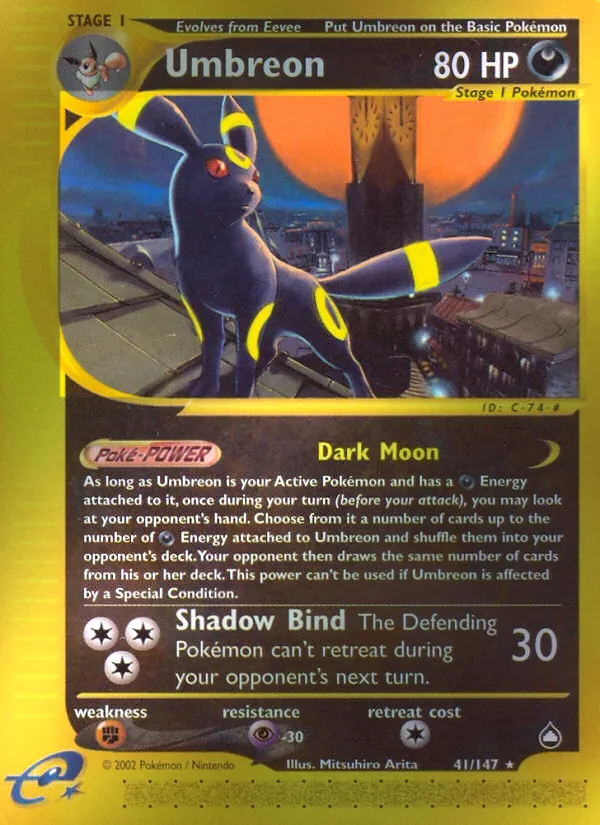 STAGE 1
Evolves from Eevee Put Umbreon on the Basic Pokémon
Umbreon 80 HP
Stage 1 Pokémon
ID: C-74-#
Poké-POWER Dark Moon
As long as Umbreon is your Active Pokémon and has a Energy
attached to it, once during your turn (before your attack), you may look
at your opponent's hand. Choose from it a number of cards up to the
number of Energy attached to Umbreon and shuffle them into your
opponent's deck. Your opponent then draws the same number of cards
from his or her deck. This power can't be used if Umbreon is affected
by a Special Condition.
Shadow Bind The Defending
Pokémon can't retreat during 30
your opponent's next turn.
weakness resistance retreat cost
-30
e
© 2002 Pokémon / Nintendo Illus. Mitsuhiro Arita 41/147 ★